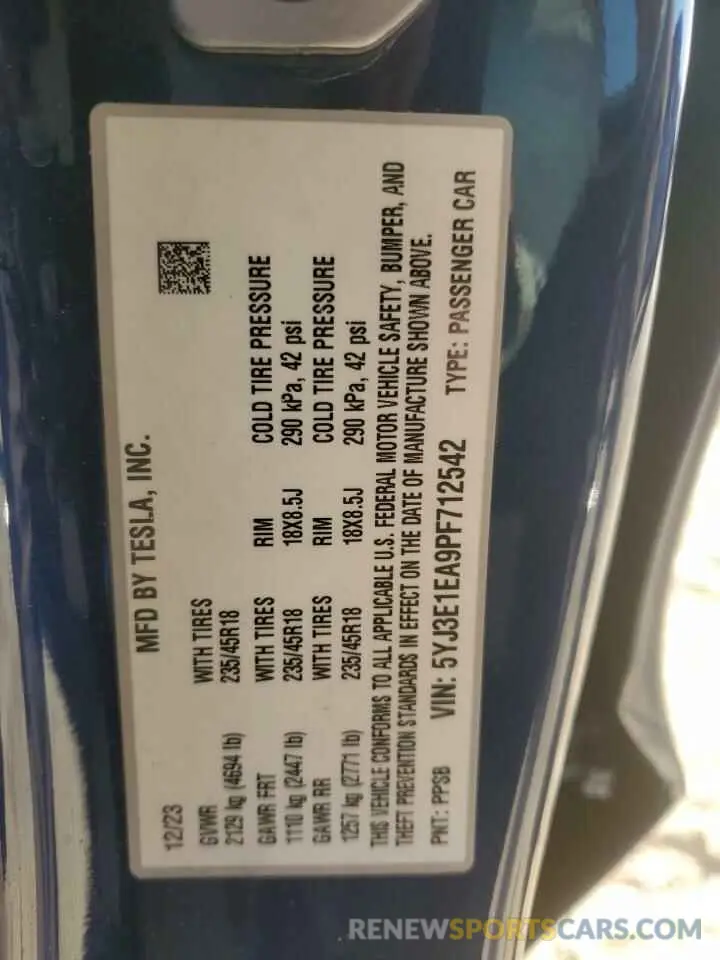 MFD BY TESLA, INC.
12/23
GVWR WITH TIRES
2129 kg (4694 lb) 235/45R18
GAWR FRT WITH TIRES RIM COLD TIRE PRESSURE
1110 kg (2447 lb) 235/45R18 18X8.5J 290 kPa, 42 psi
GAWR RR WITH TIRES RIM COLD TIRE PRESSURE
1257 kg (2771 lb) 235/45R18 18X8.5J 290 kPa, 42 psi
THIS VEHICLE CONFORMS TO ALL APPLICABLE U.S. FEDERAL MOTOR VEHICLE SAFETY, BUMPER, AND
THEFT PREVENTION STANDARDS IN EFFECT ON THE DATE OF MANUFACTURE SHOWN ABOVE.
PNT: PPSB VIN: 5YJ3E1EA9PF712542 TYPE: PASSENGER CAR
RENEWSPORTSCARS.COM